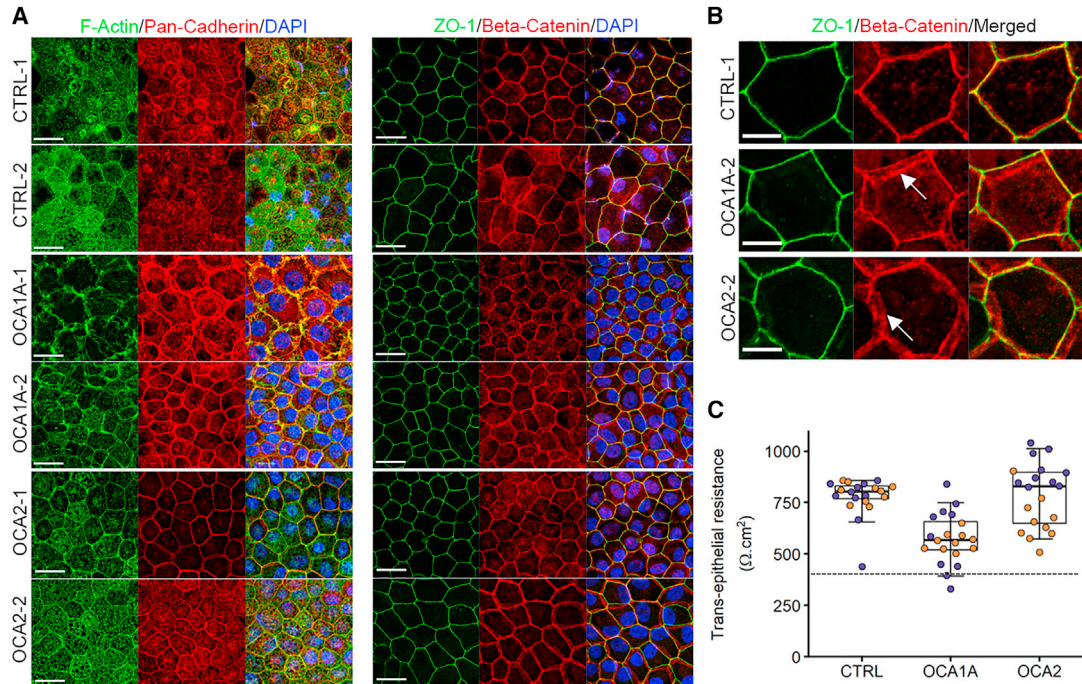 A
F-Actin/Pan-Cadherin/DAPI
ZO-1/Beta-Catenin/DAPI
CTRL-1
CTRL-2
OCA1A-1
OCA1A-2
OCA2-1
OCA2-2
B
ZO-1/Beta-Catenin/Merged
CTRL-1
OCA1A-2
OCA2-2
C
Trans-epithelial resistance
(Ω.cm²)
1000
750
500
250
0
CTRL
OCA1A
OCA2